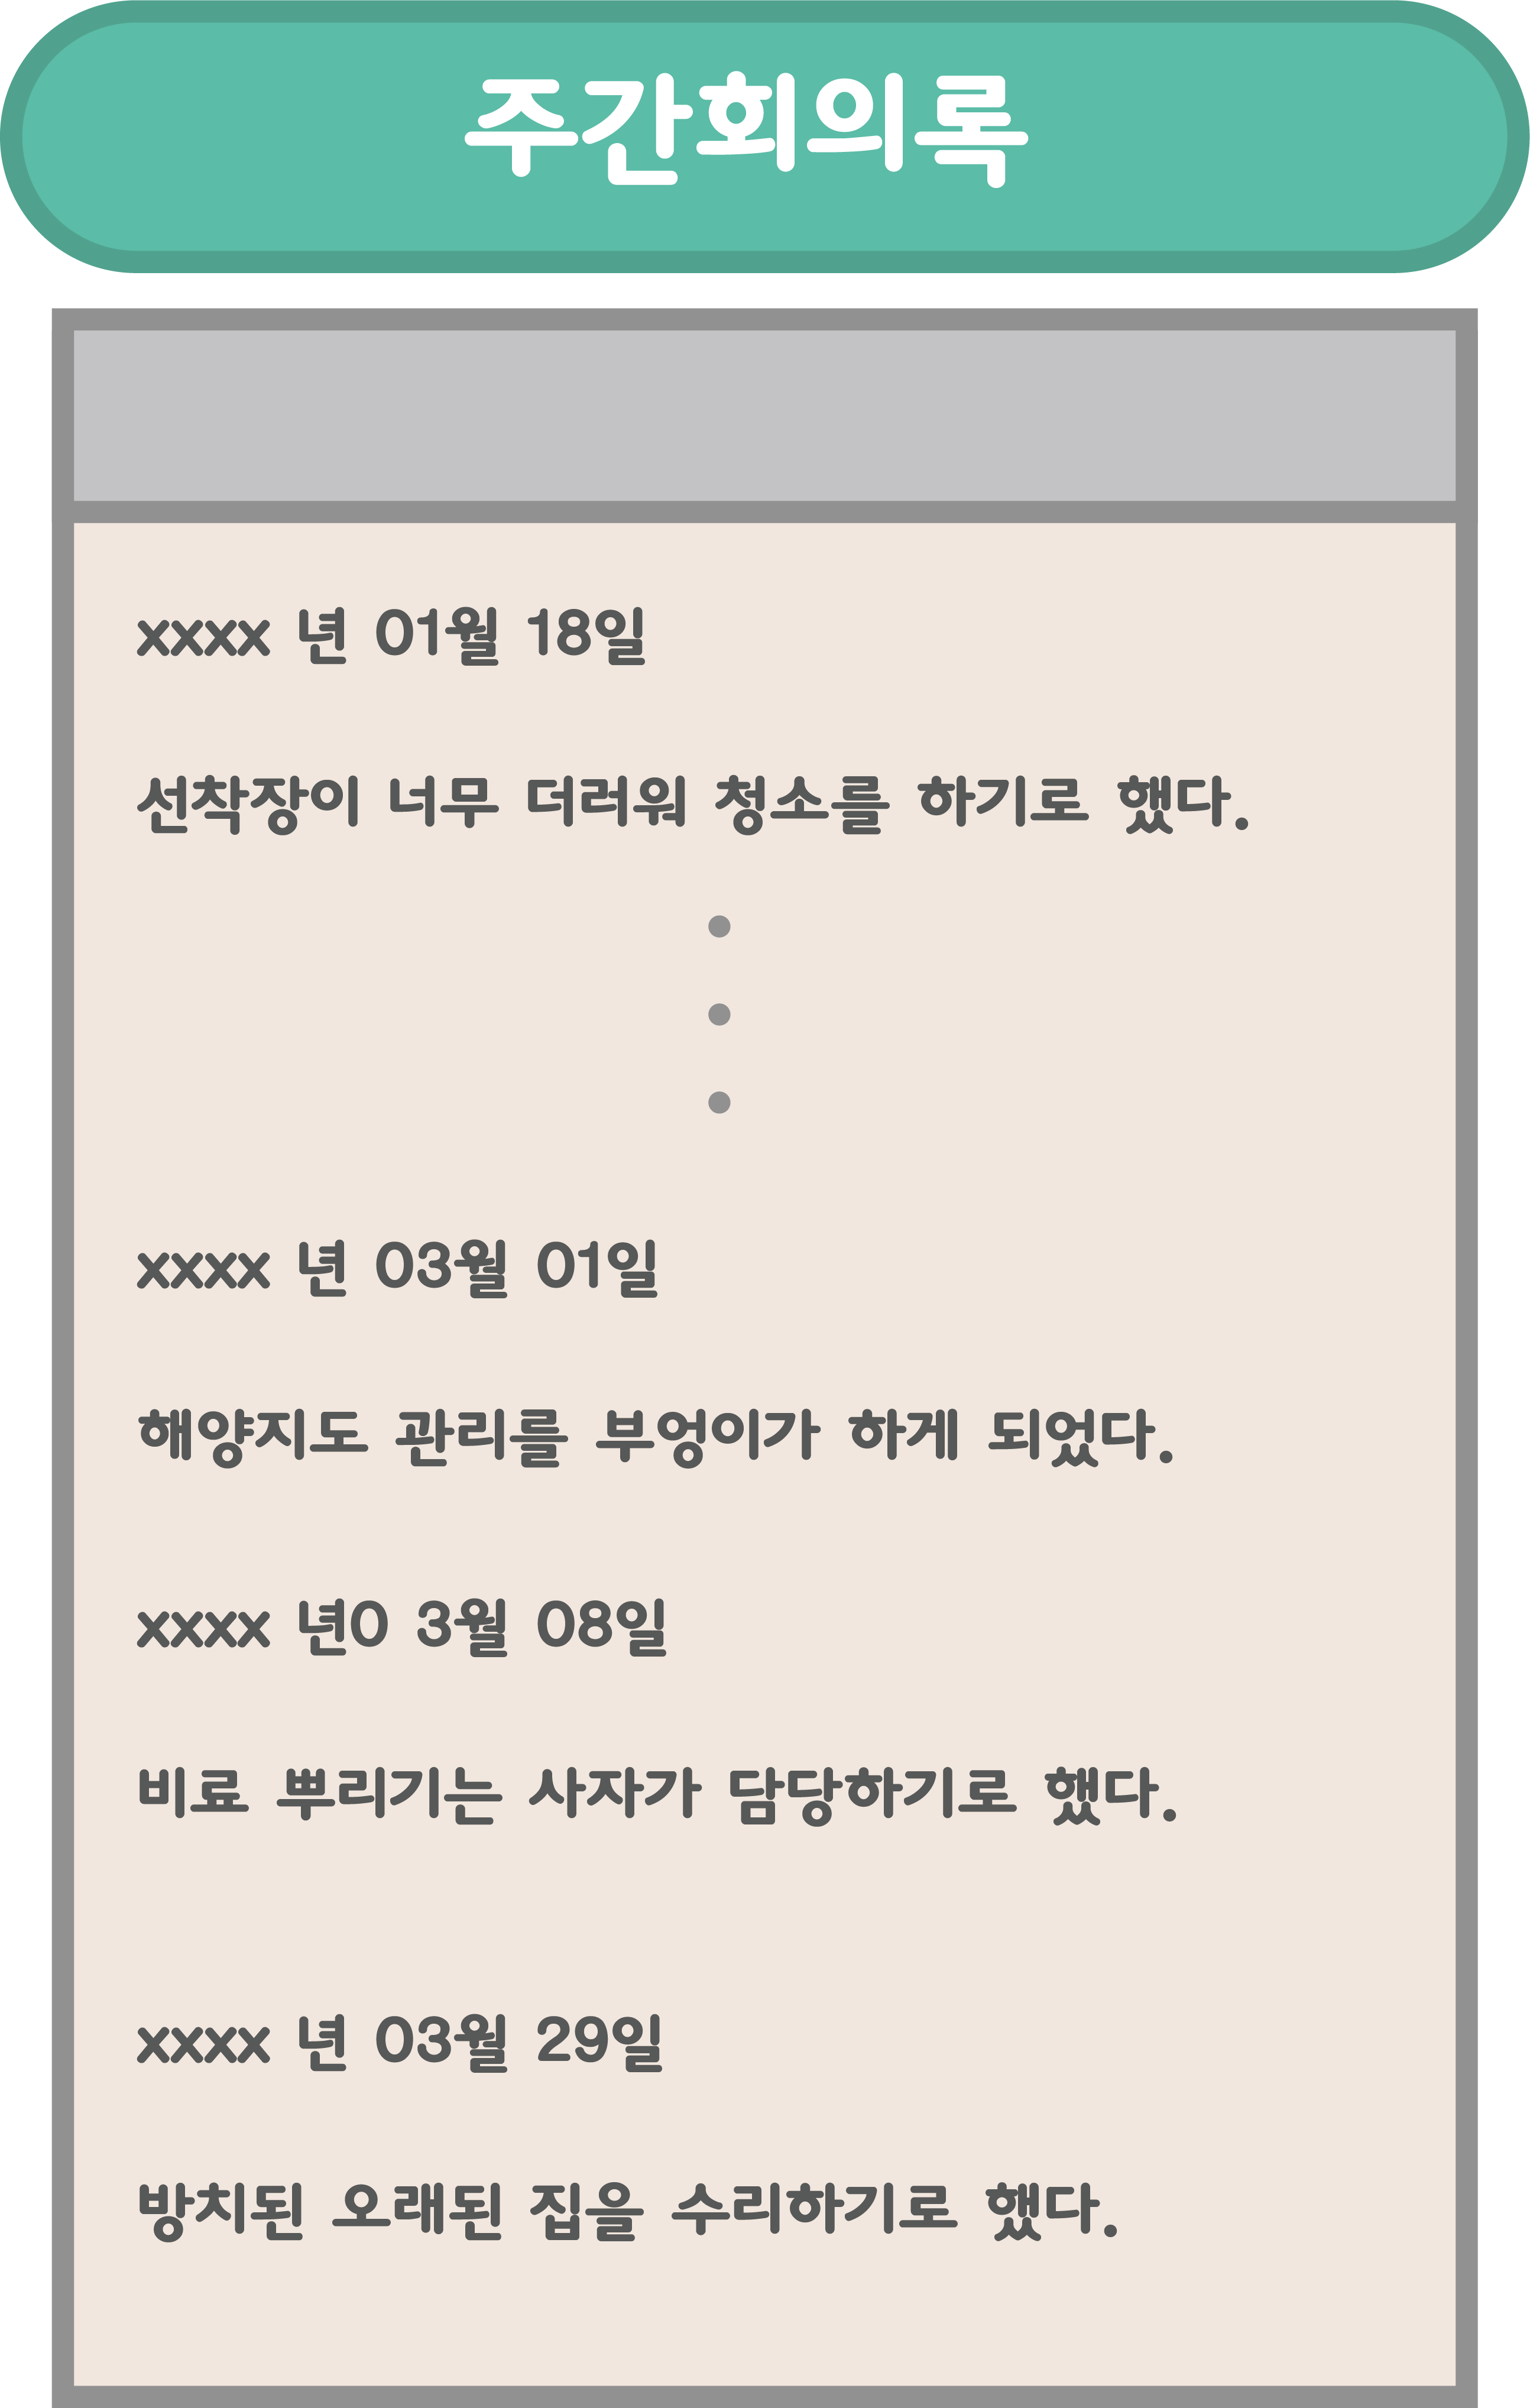 주간회의록
xxxx 년 01월 18일
선착장이 너무 더러워 청소를 하기로 했다.
xxxx 년 03월 01일
해양지도 관리를 부엉이가 하게 되었다.
xxxx 년0 3월 08일
비료 뿌리기는 사자가 담당하기로 했다.
xxxx 년 03월 29일
방치된 오래된 집을 수리하기로 했다.